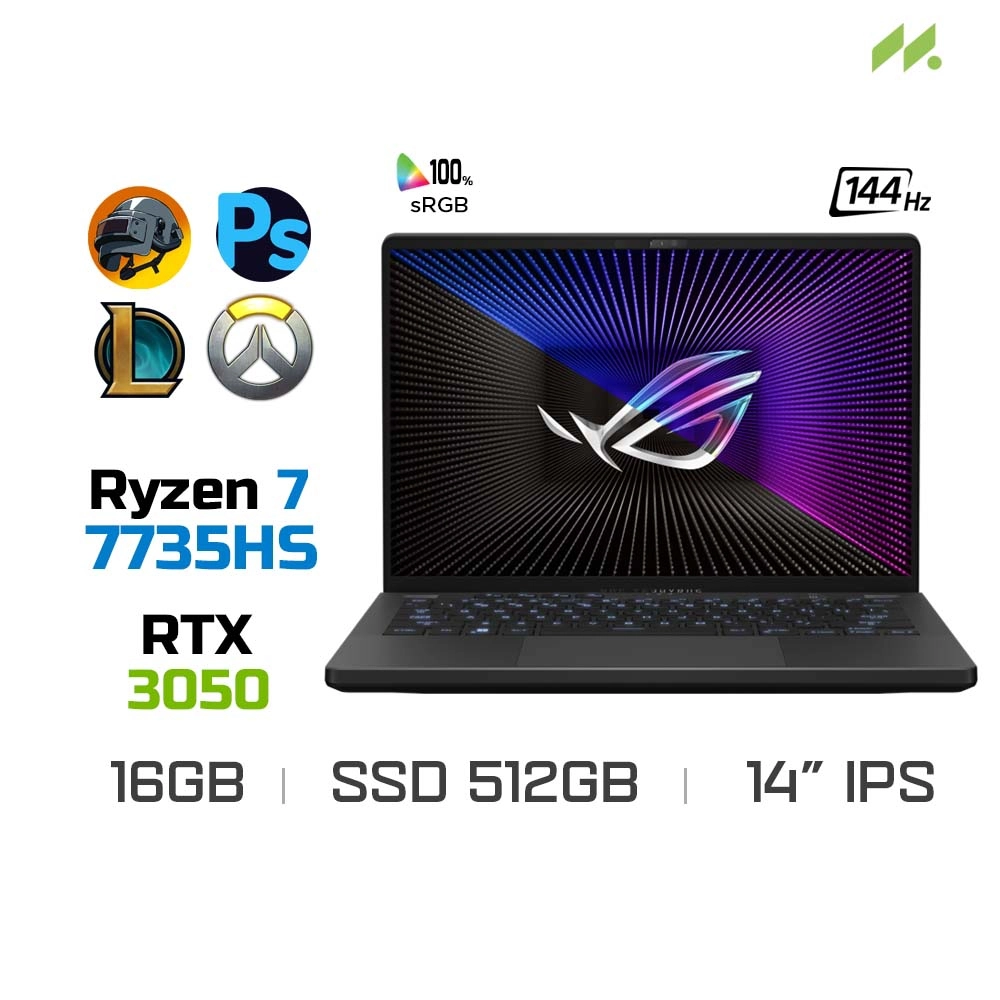 100%
sRGB
144Hz
Ps
Ryzen 7
7735HS
RTX
3050
16GB | SSD 512GB | 14” IPS